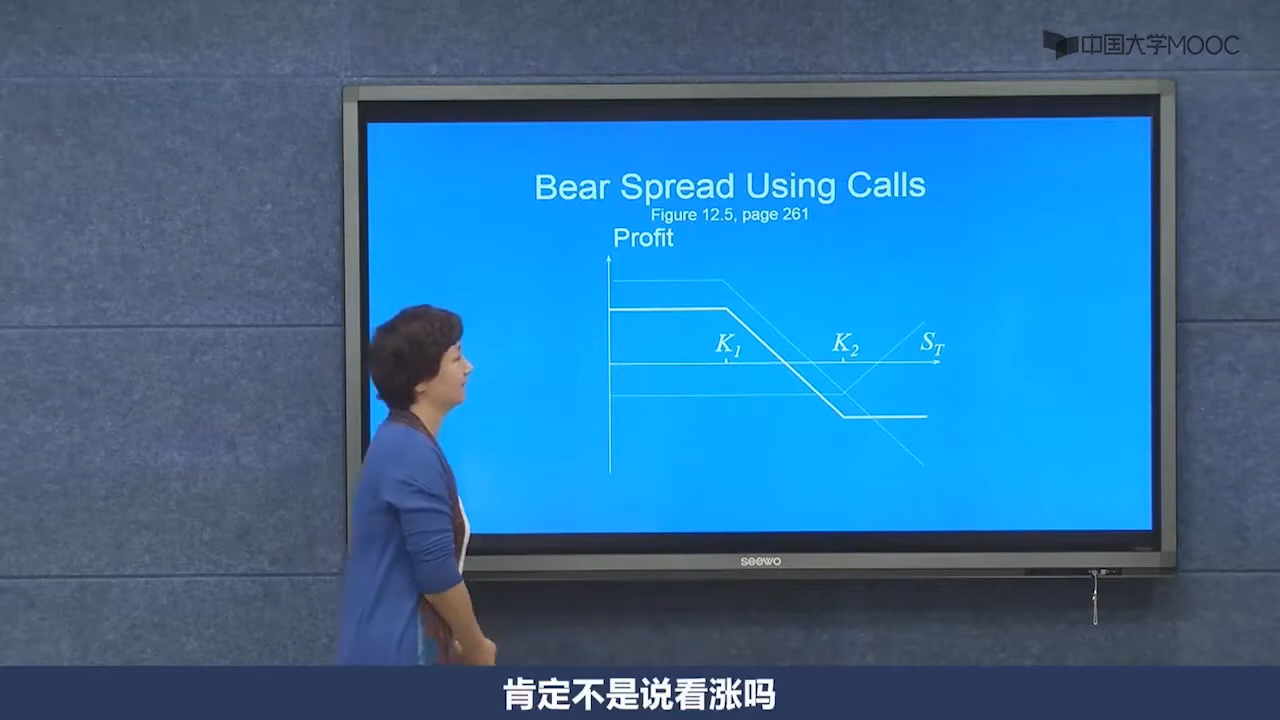 中国大学MOOC
Bear Spread Using Calls
Figure 12.5, page 261
Profit
K1 K2 ST
seewo
肯定不是说看涨吗